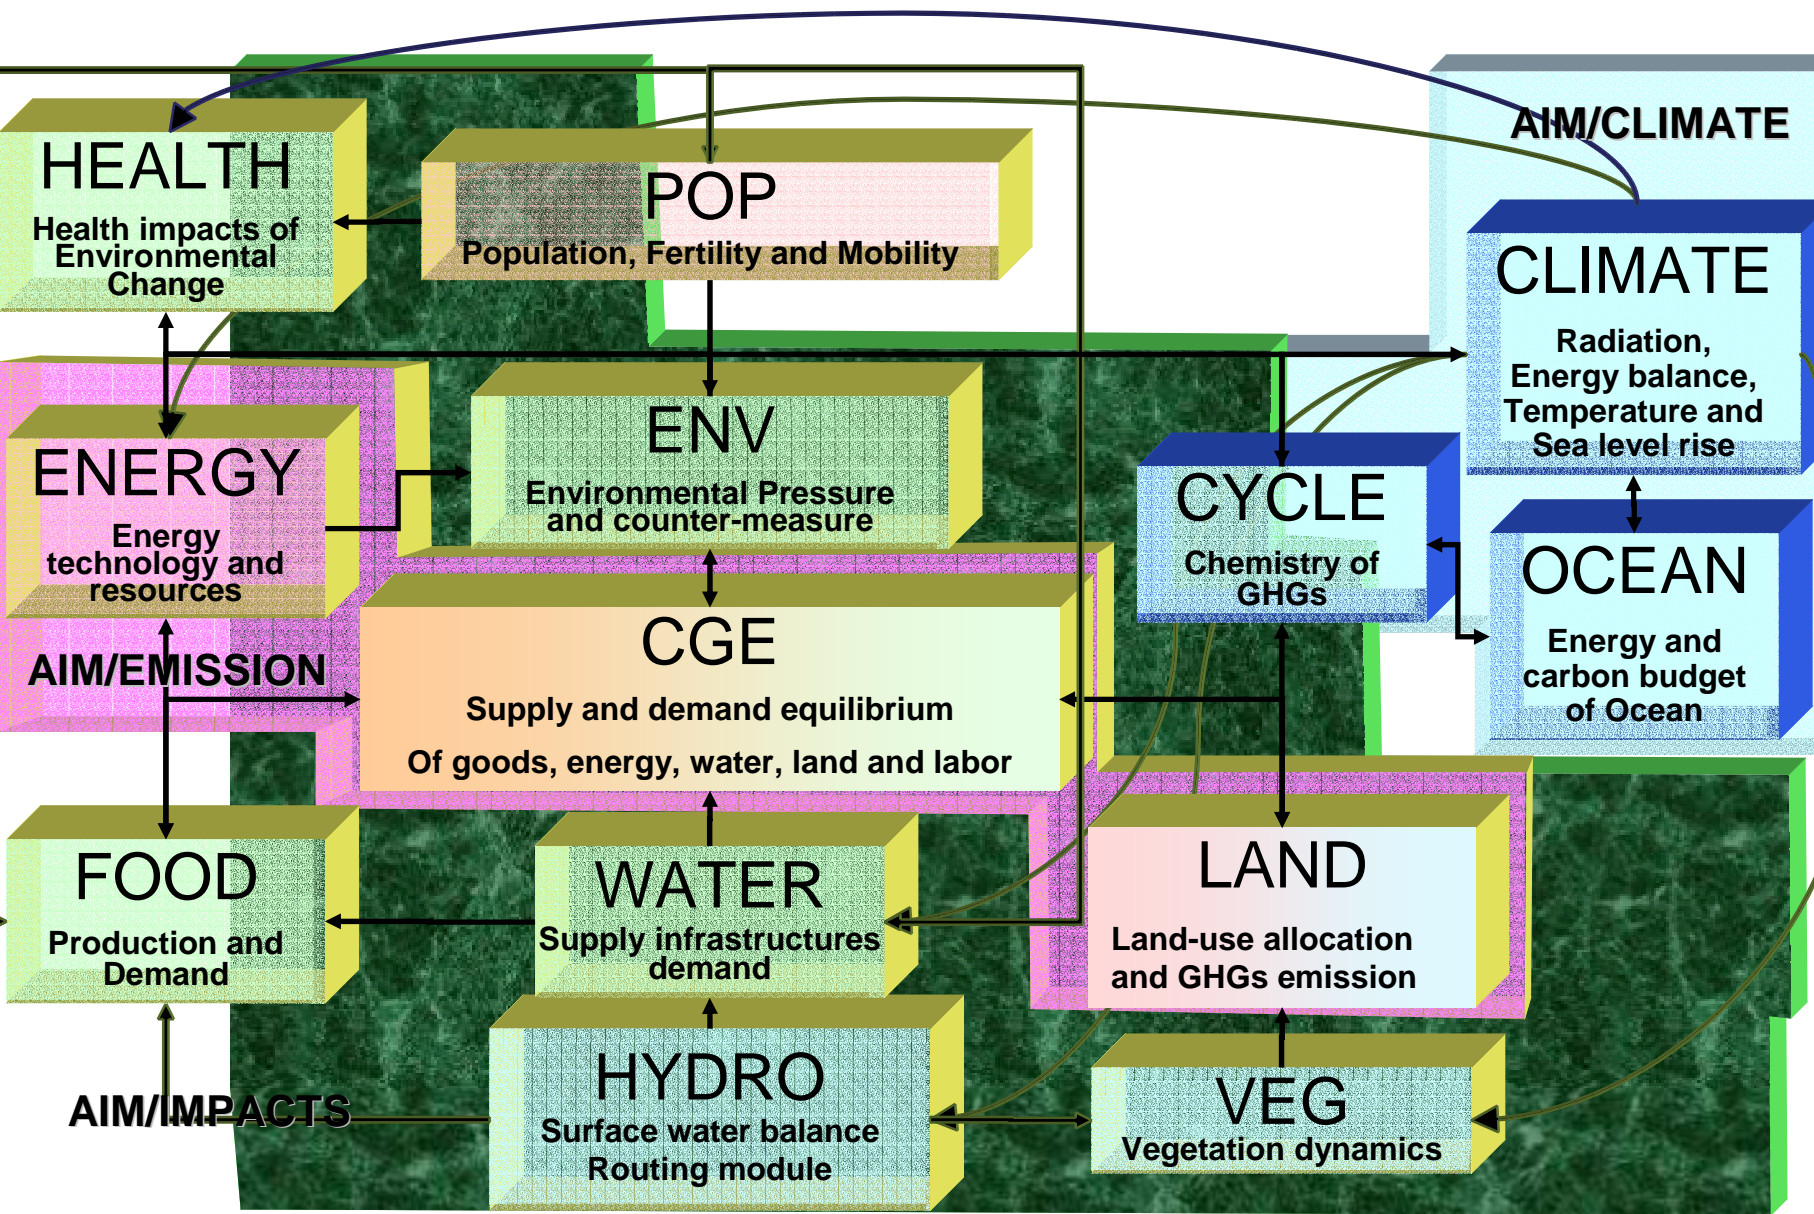 AIM/CLIMATE
HEALTH
Health impacts of
Environmental
Change
POP
Population, Fertility and Mobility
CLIMATE
Radiation,
Energy balance,
Temperature and
Sea level rise
ENERGY
Energy
technology and
resources
ENV
Environmental Pressure
and counter-measure
CYCLE
Chemistry of
GHGs
OCEAN
Energy and
carbon budget
of Ocean
AIM/EMISSION
CGE
Supply and demand equilibrium
Of goods, energy, water, land and labor
FOOD
Production and
Demand
WATER
Supply infrastructures
demand
LAND
Land-use allocation
and GHGs emission
AIM/IMPACTS
HYDRO
Surface water balance
Routing module
VEG
Vegetation dynamics